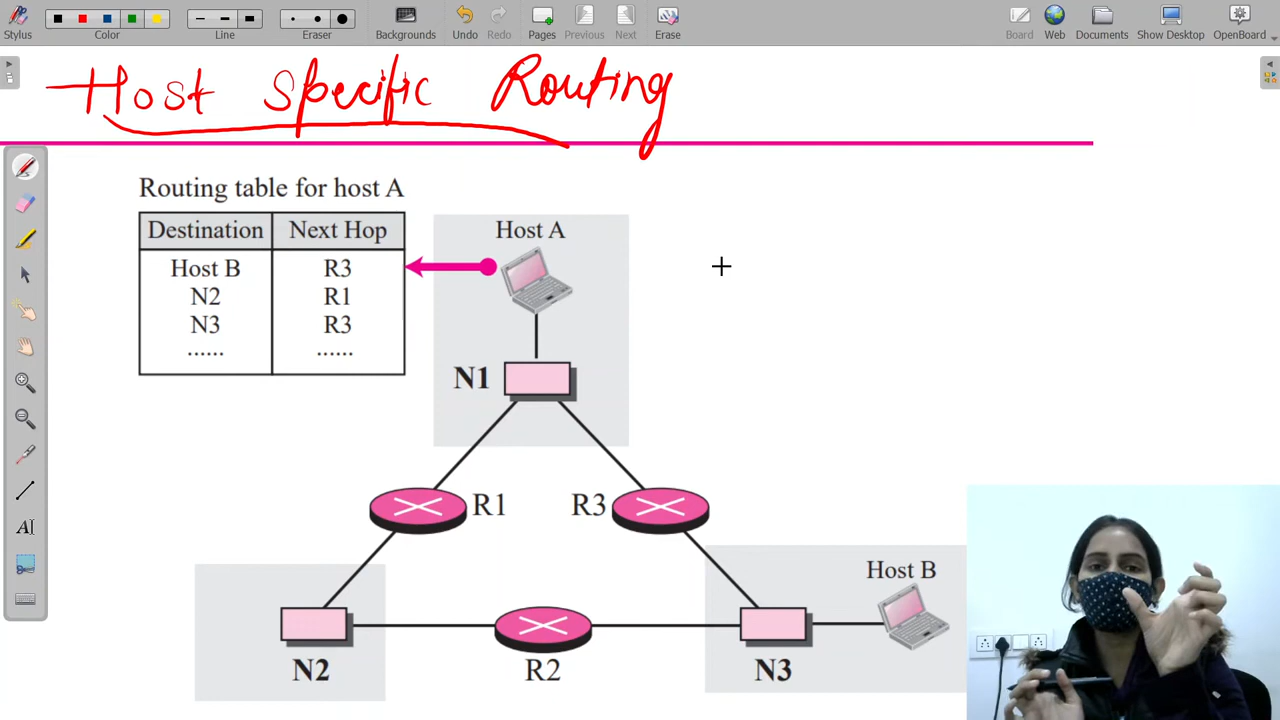 Stylus Color Line Eraser Backgrounds Undo Redo Pages Previous Next Erase Board Web Documents Show Desktop OpenBoard
Host Specific Routing
Routing table for host A
Destination Next Hop
Host B R3
N2 R1
N3 R3
...... ......
Host A
N1
R1 R3
Host B
N2 R2 N3
AI